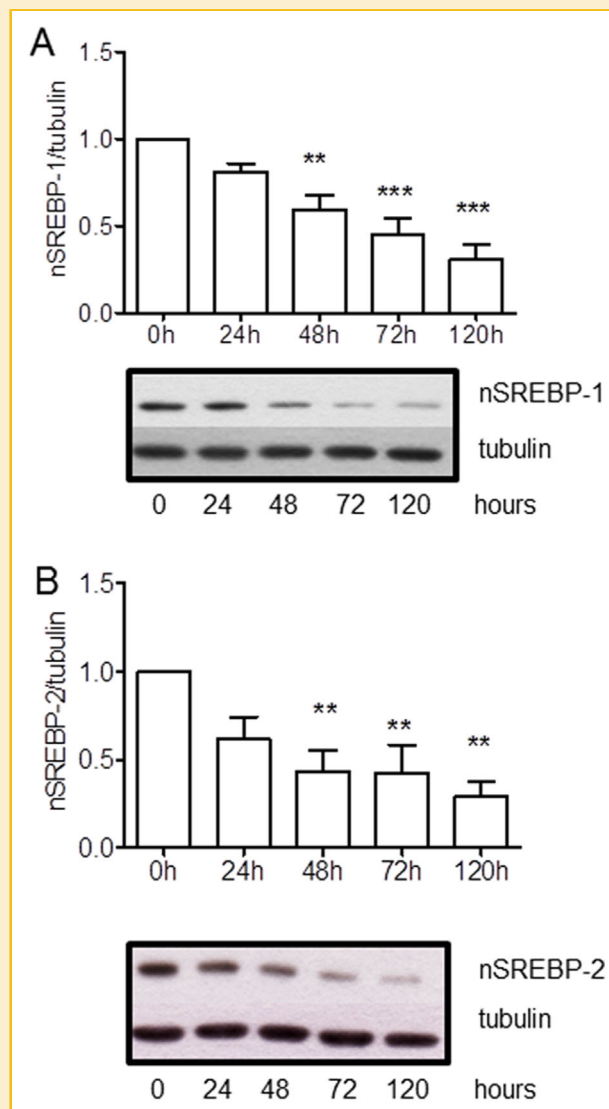 A
nSREBP-1/tubulin
1.5
1.0
0.5
0.0
** *** ***
0h 24h 48h 72h 120h
nSREBP-1
tubulin
0 24 48 72 120 hours
B
nSREBP-2/tubulin
1.5
1.0
0.5
0.0
** ** **
0h 24h 48h 72h 120h
nSREBP-2
tubulin
0 24 48 72 120 hours